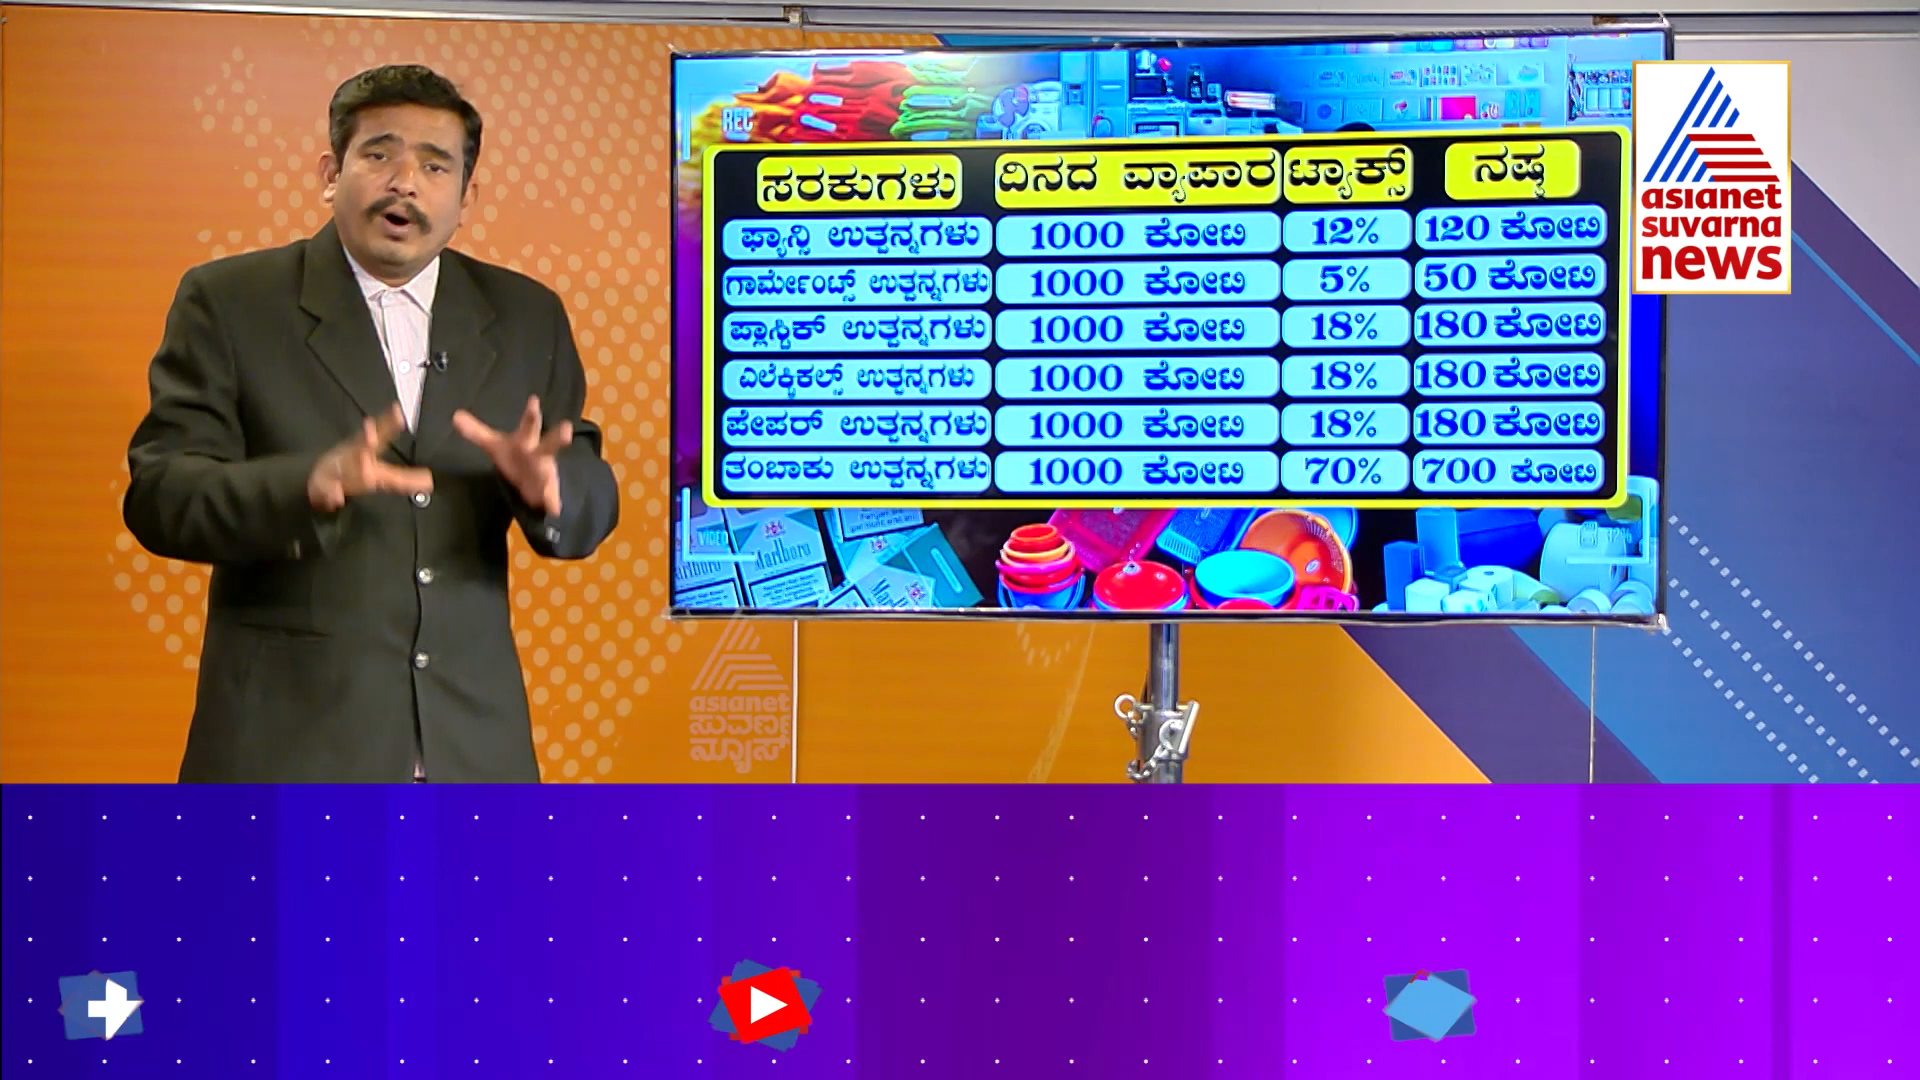 REC
ಸರಕುಗಳು ದಿನದ ವ್ಯಾಪಾರ ಟ್ಯಾಕ್ಸ್ ನಷ್ಟ
ಫ್ಯಾನ್ಸಿ ಉತ್ಪನ್ನಗಳು 1000 ಕೋಟಿ 12% 120 ಕೋಟಿ
ಗಾರ್ಮೇಂಟ್ಸ್ ಉತ್ಪನ್ನಗಳು 1000 ಕೋಟಿ 5% 50 ಕೋಟಿ
ಪ್ಲಾಸ್ಟಿಕ್ ಉತ್ಪನ್ನಗಳು 1000 ಕೋಟಿ 18% 180 ಕೋಟಿ
ಎಲೆಕ್ಟ್ರಿಕಲ್ಸ್ ಉತ್ಪನ್ನಗಳು 1000 ಕೋಟಿ 18% 180 ಕೋಟಿ
ಪೇಪರ್ ಉತ್ಪನ್ನಗಳು 1000 ಕೋಟಿ 18% 180 ಕೋಟಿ
ತಂಬಾಕು ಉತ್ಪನ್ನಗಳು 1000 ಕೋಟಿ 70% 700 ಕೋಟಿ
asianet
suvarna
news
VIDEO
Marlboro
asianet
ಸುವರ್ಣ
ನ್ಯೂಸ್